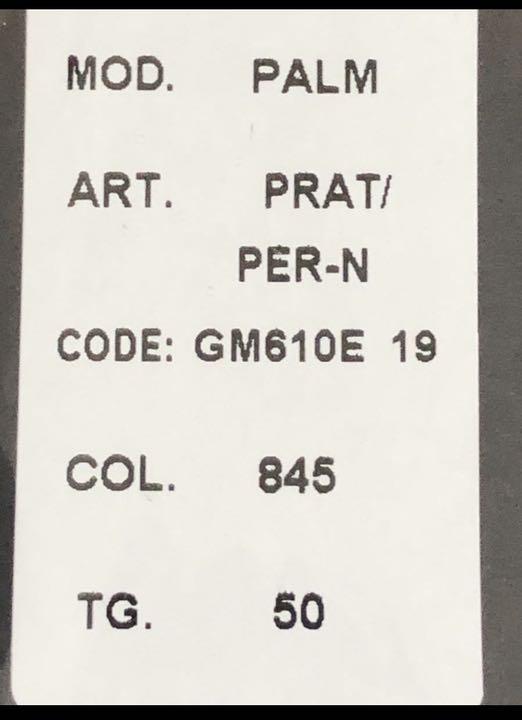 MOD. PALM
ART. PRAT/
PER-N
CODE: GM610E 19
COL. 845
TG. 50